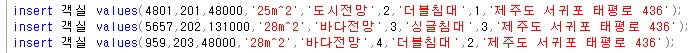 insert 객실 values(4801,201,48000,'25m^2','도시전망',2,'더블침대',1,'제주도 서귀포 태평로 436');
insert 객실 values(5657,202,131000,'28m^2','바다전망',3,'싱글침대',3,'제주도 서귀포 태평로 436');
insert 객실 values(959,203,48000,'28m^2','바다전망',4,'더블침대',2,'제주도 서귀포 태평로 436');